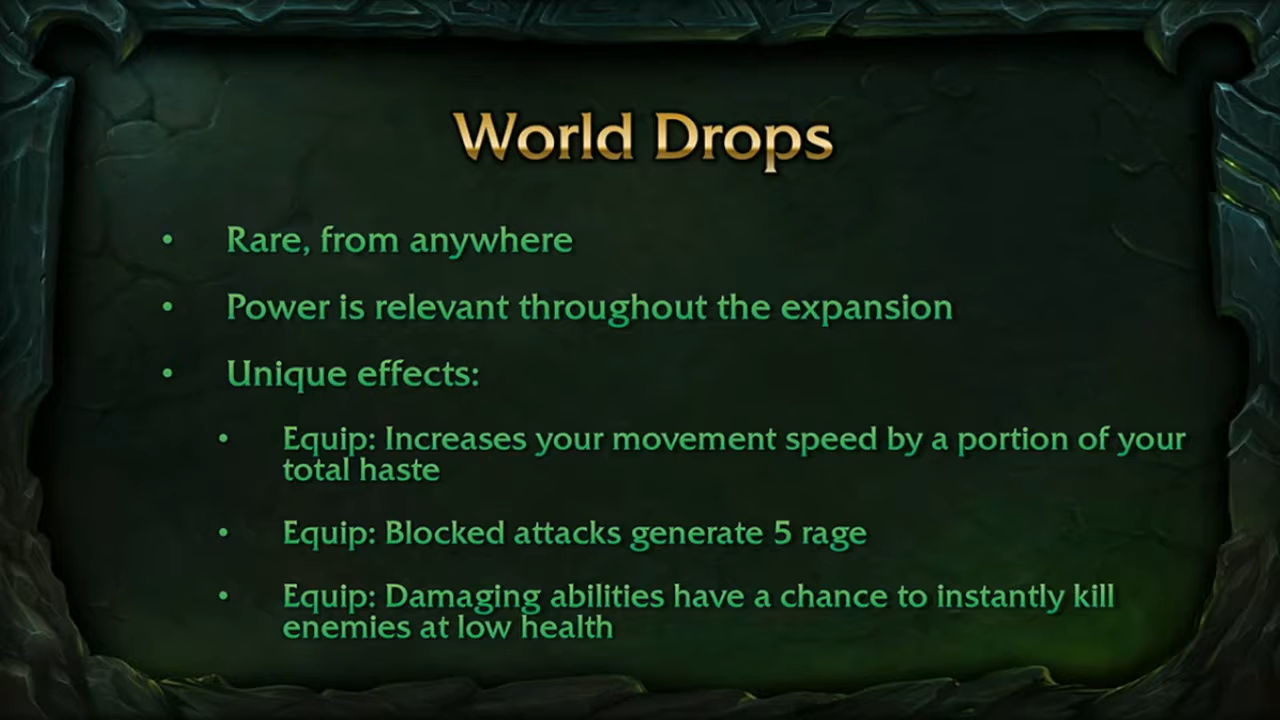 World Drops
• Rare, from anywhere
• Power is relevant throughout the expansion
• Unique effects:
• Equip: Increases your movement speed by a portion of your
total haste
• Equip: Blocked attacks generate 5 rage
• Equip: Damaging abilities have a chance to instantly kill
enemies at low health